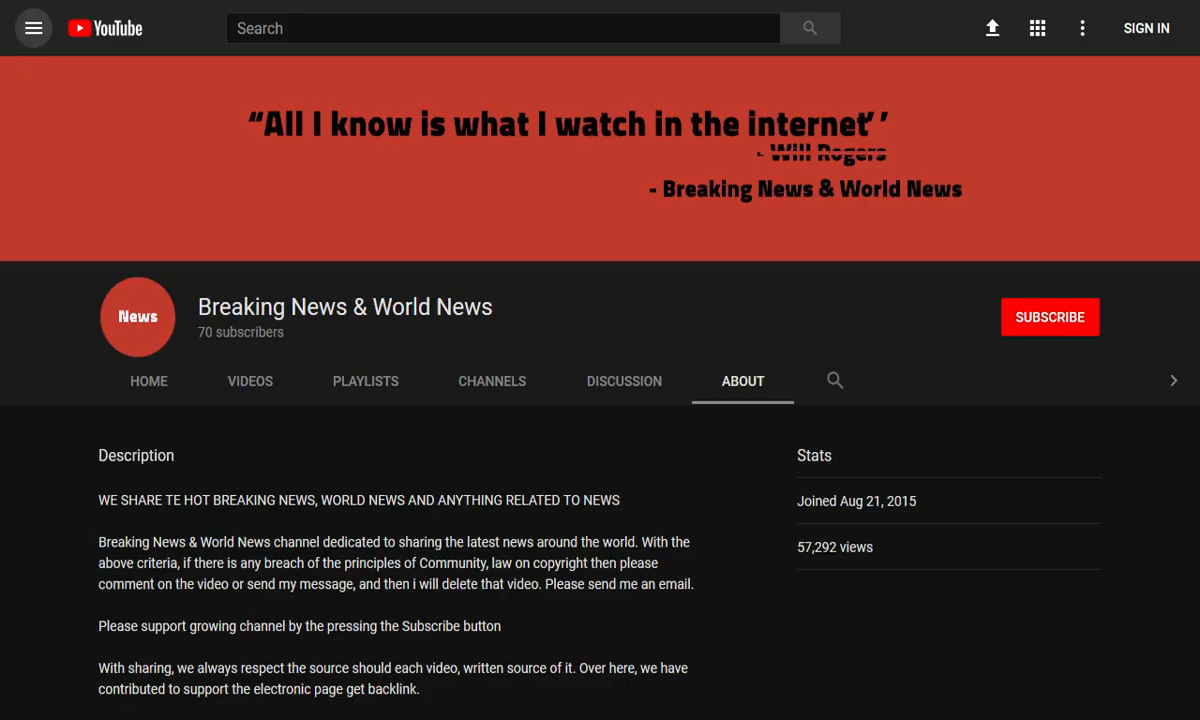 YouTube
Search
SIGN IN
“All I know is what I watch in the internet’’
- Will Rogers
- Breaking News & World News
News
Breaking News & World News
70 subscribers
SUBSCRIBE
HOME VIDEOS PLAYLISTS CHANNELS DISCUSSION ABOUT
Description
WE SHARE TE HOT BREAKING NEWS, WORLD NEWS AND ANYTHING RELATED TO NEWS
Breaking News & World News channel dedicated to sharing the latest news around the world. With the
above criteria, if there is any breach of the principles of Community, law on copyright then please
comment on the video or send my message, and then i will delete that video. Please send me an email.
Please support growing channel by the pressing the Subscribe button
With sharing, we always respect the source should each video, written source of it. Over here, we have
contributed to support the electronic page get backlink.
Stats
Joined Aug 21, 2015
57,292 views